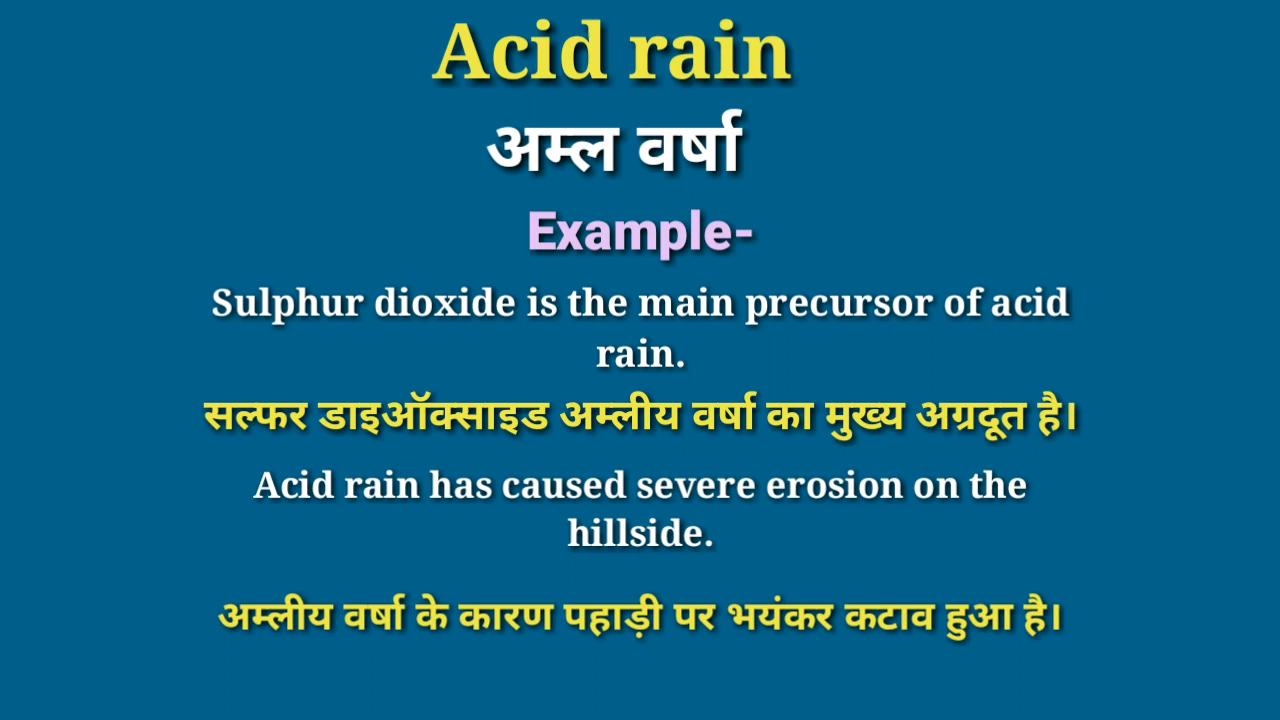 Acid rain
अम्ल वर्षा
Example-
Sulphur dioxide is the main precursor of acid
rain.
सल्फर डाइऑक्साइड अम्लीय वर्षा का मुख्य अग्रदूत है।
Acid rain has caused severe erosion on the
hillside.
अम्लीय वर्षा के कारण पहाड़ी पर भयंकर कटाव हुआ है।